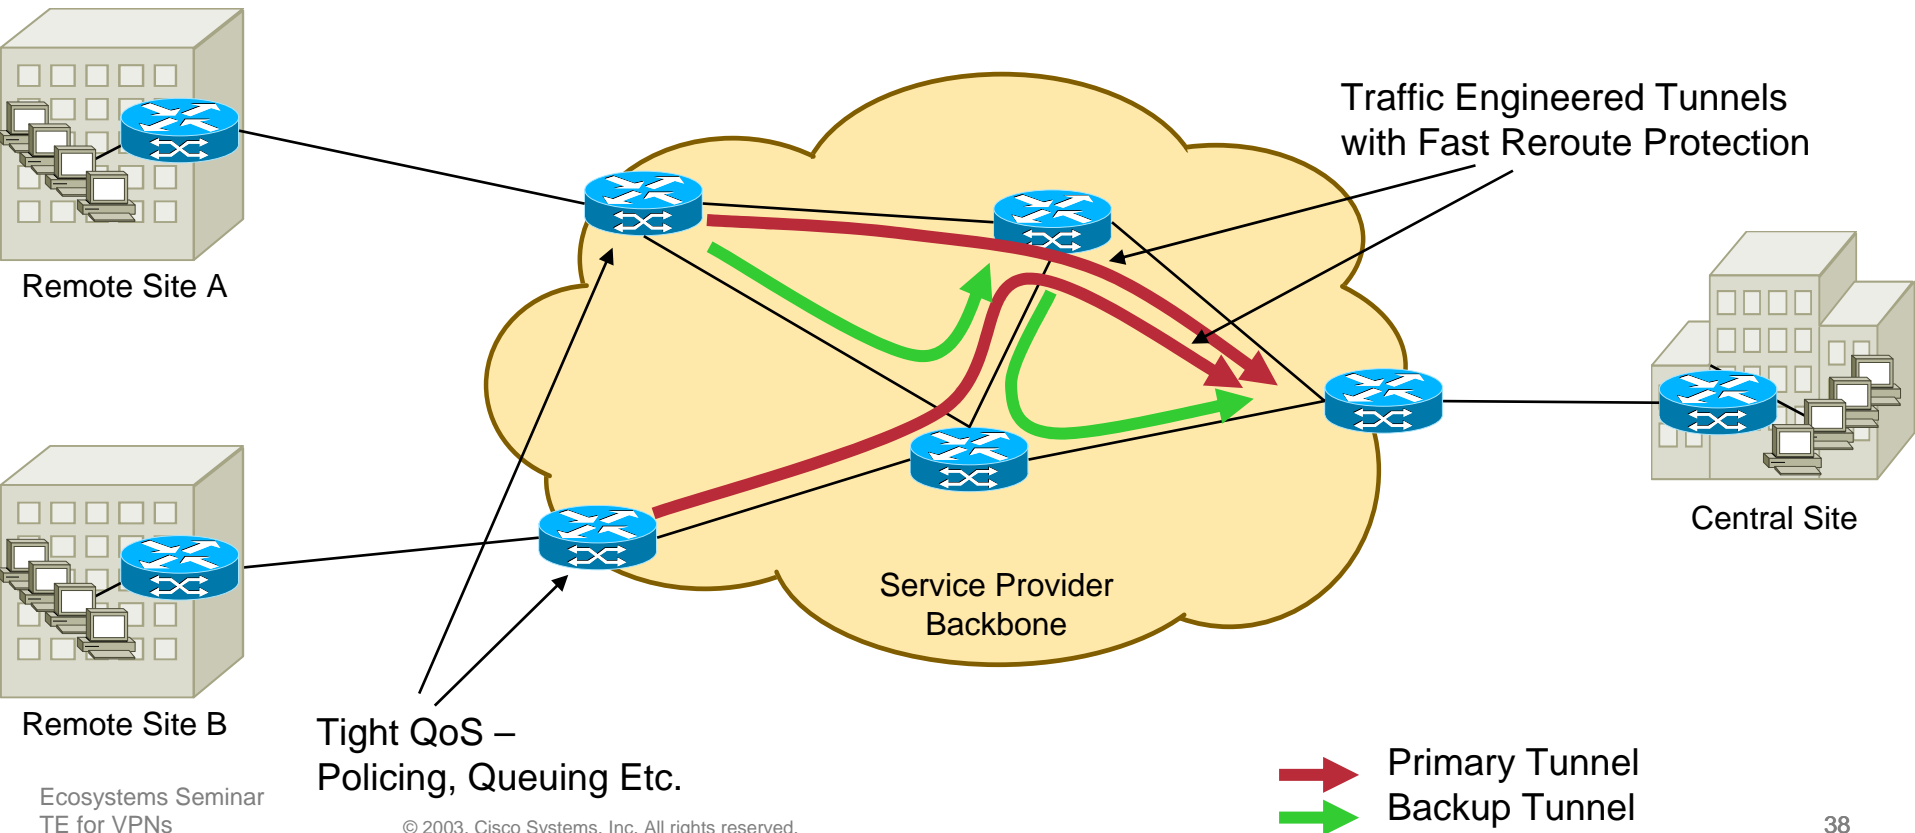 Traffic Engineered Tunnels
with Fast Reroute Protection
Remote Site A
Central Site
Service Provider
Backbone
Remote Site B
Tight QoS –
Policing, Queuing Etc.
Primary Tunnel
Backup Tunnel
Ecosystems Seminar
TE for VPNs
© 2003, Cisco Systems, Inc. All rights reserved.
38